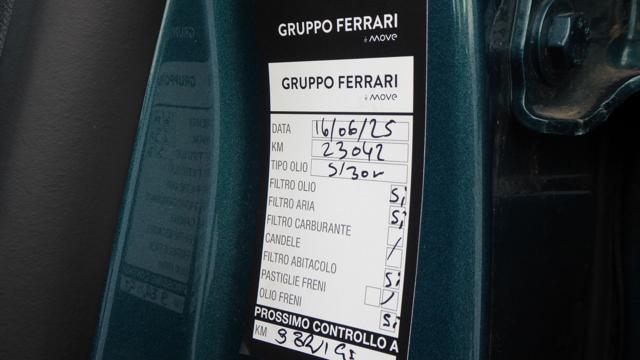 GRUPPO FERRARI
move
GRUPPO FERRARI
move
DATA 16/06/25
KM 23042
TIPO OLIO 5/30
FILTRO OLIO Si
FILTRO ARIA Si
FILTRO CARBURANTE
CANDELE /
FILTRO ABITACOLO Si
PASTIGLIE FRENI /
OLIO FRENI Si
PROSSIMO CONTROLLO A
KM